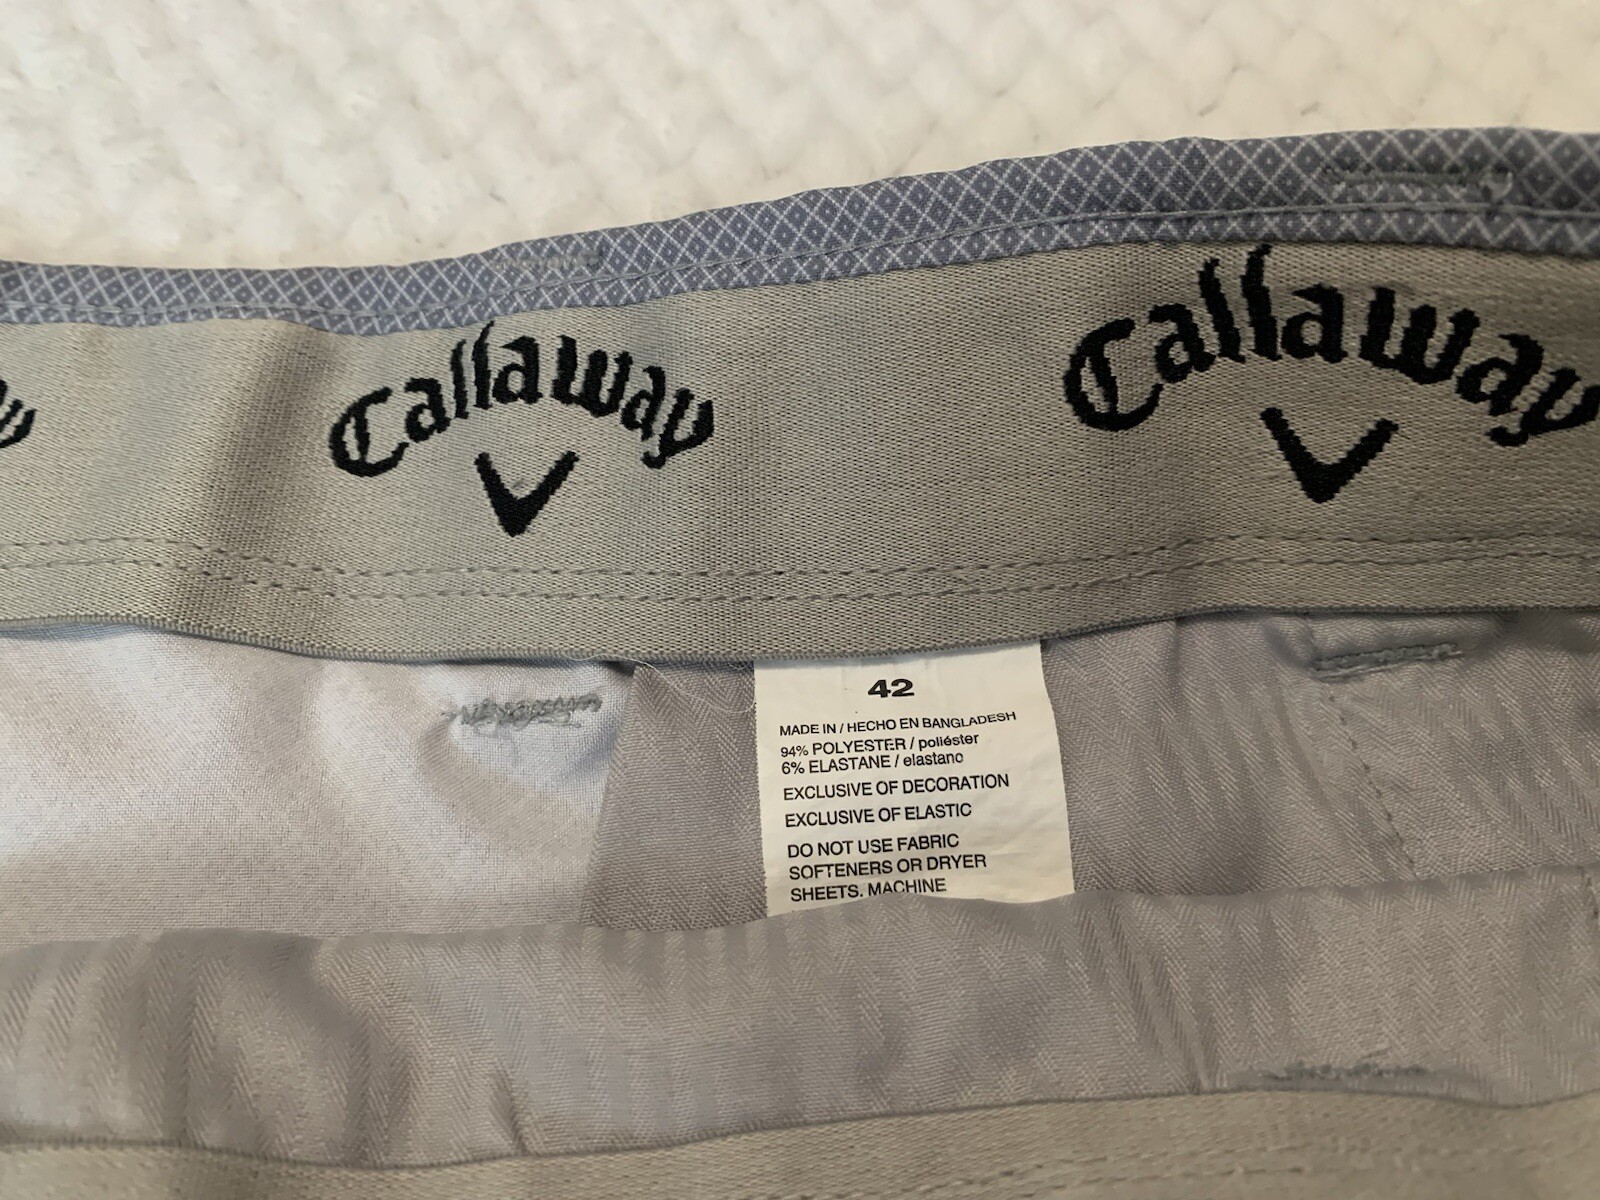 Callaway
Callaway
42
MADE IN / HECHO EN BANGLADESH
94% POLYESTER / poliéster
6% ELASTANE / elastano
EXCLUSIVE OF DECORATION
EXCLUSIVE OF ELASTIC
DO NOT USE FABRIC
SOFTENERS OR DRYER
SHEETS. MACHINE